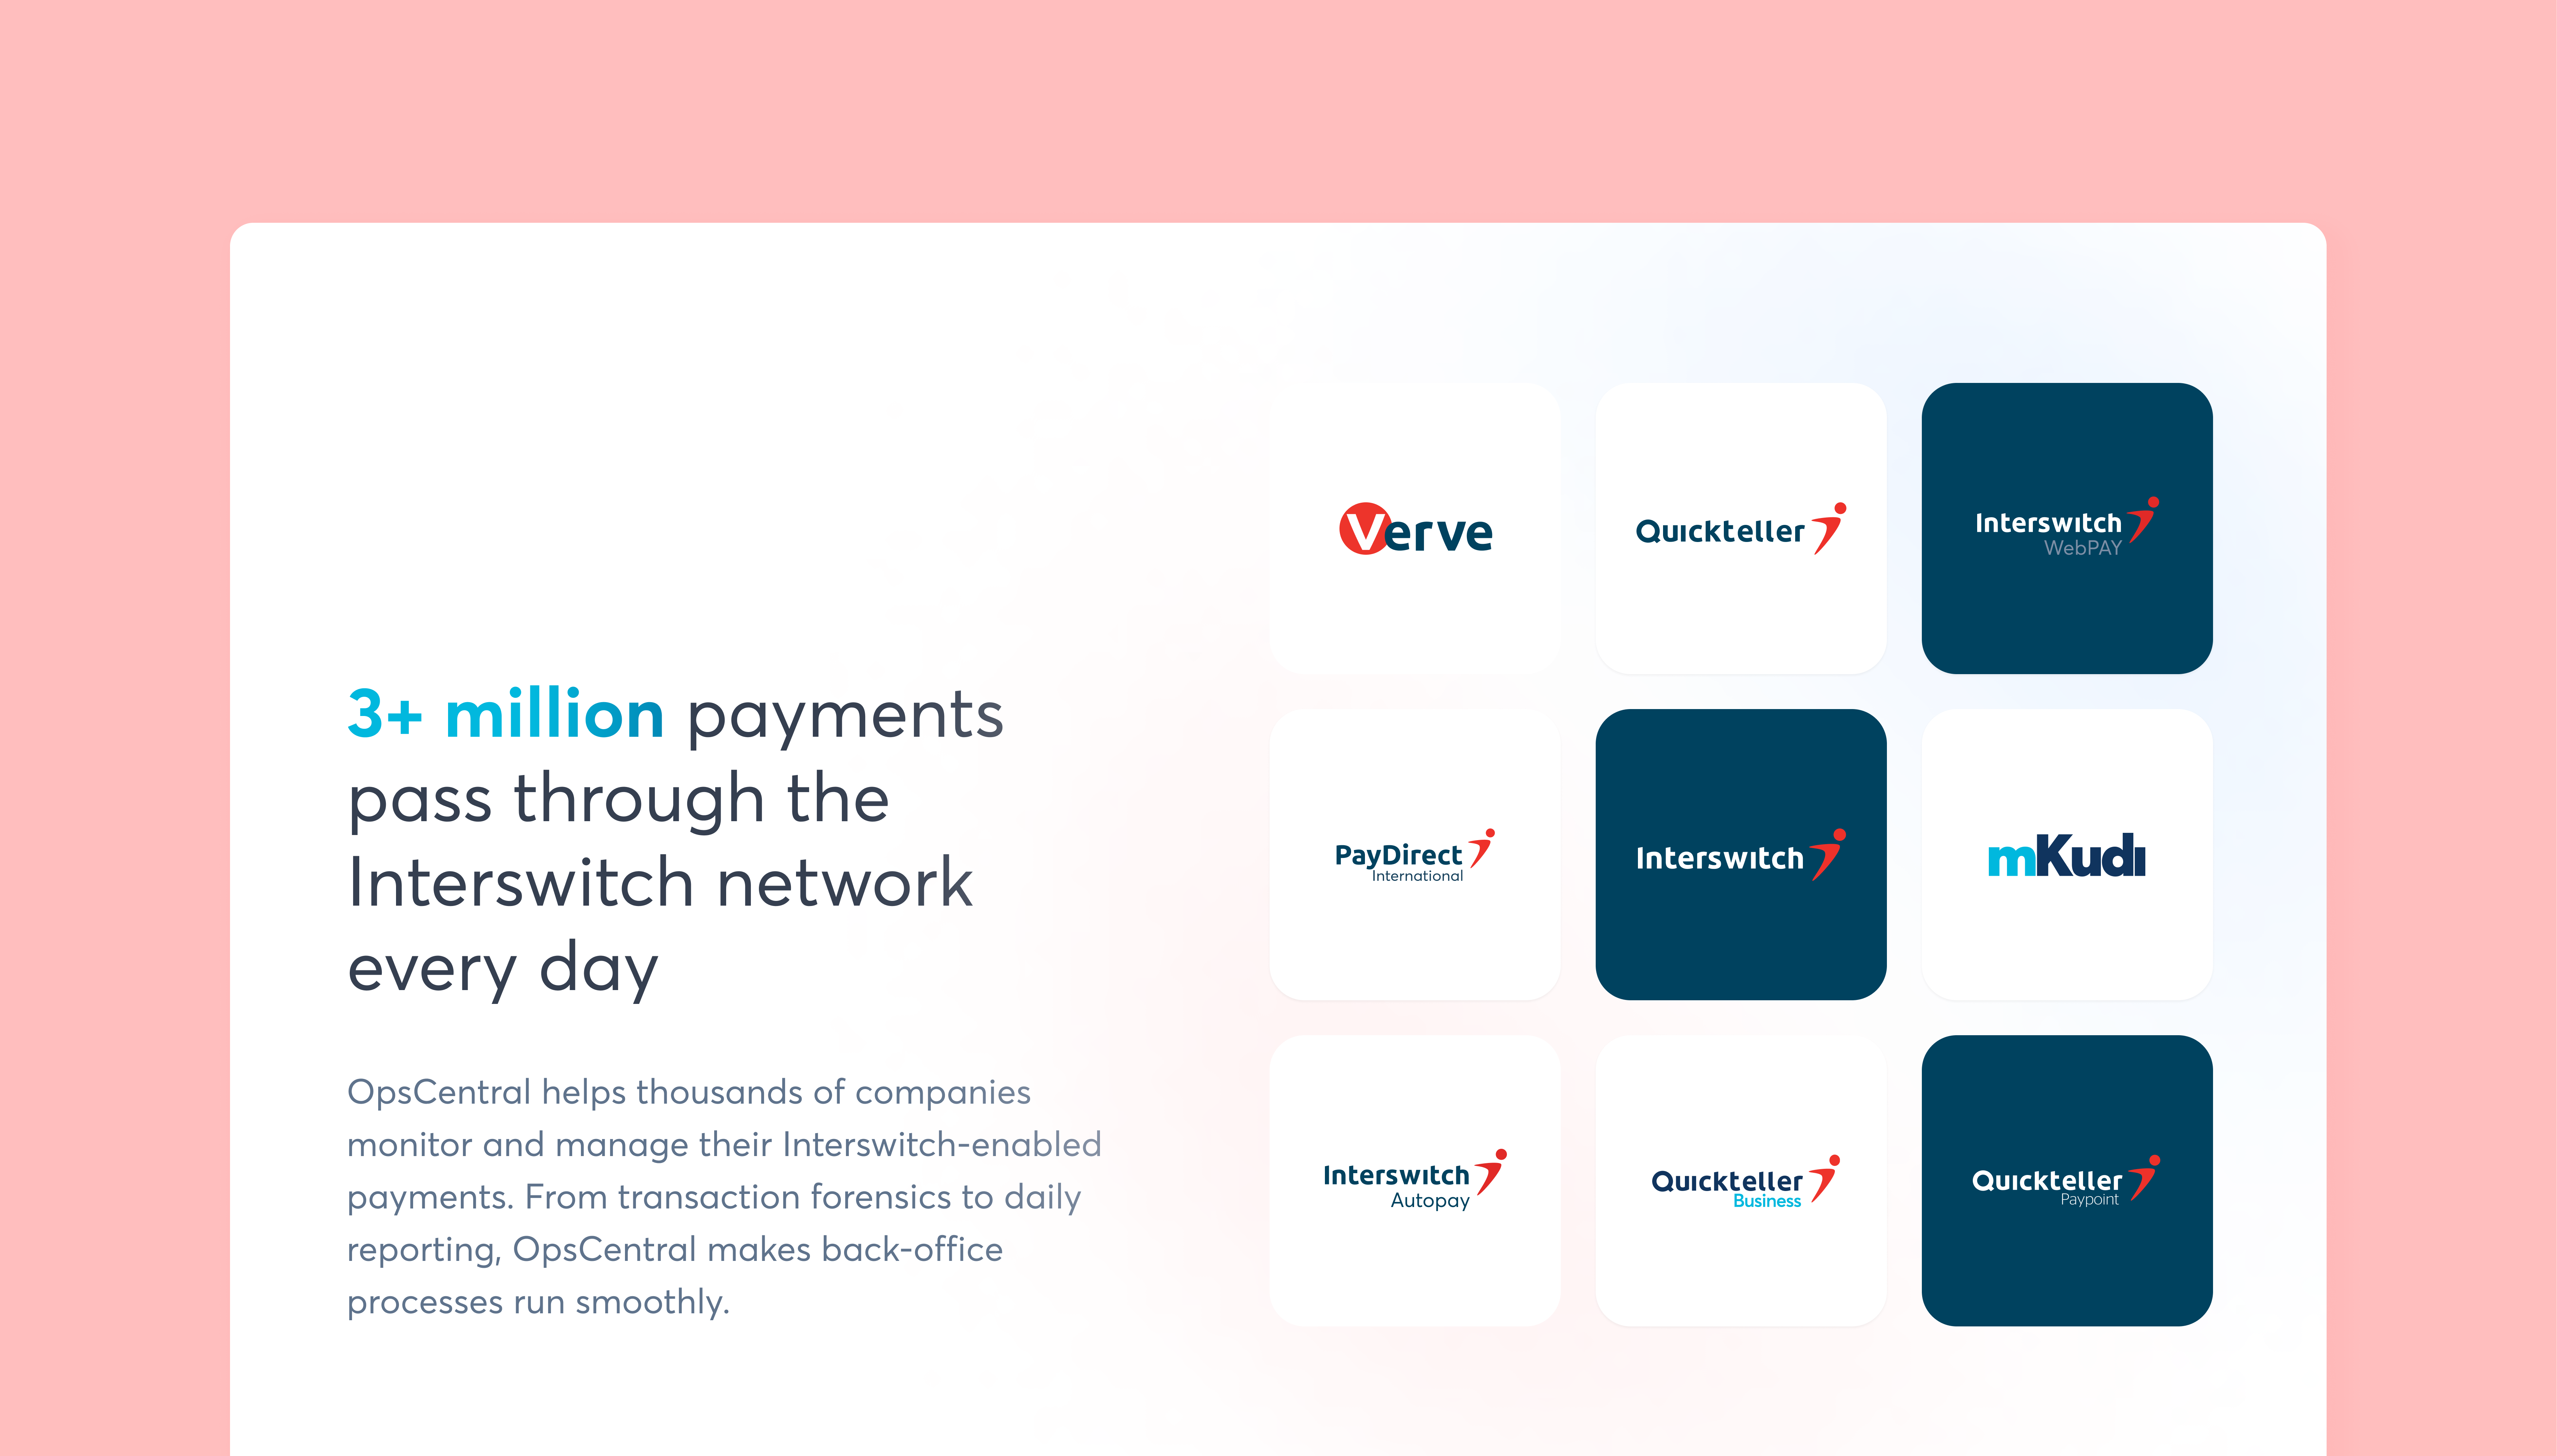 3+ million payments
pass through the
Interswitch network
every day
OpsCentral helps thousands of companies
monitor and manage their Interswitch-enabled
payments. From transaction forensics to daily
reporting, OpsCentral makes back-office
processes run smoothly.
Verve
Quickteller
Interswitch
WebPAY
PayDirect
International
Interswitch
mKudi
Interswitch
Autopay
Quickteller
Business
Quickteller
Paypoint